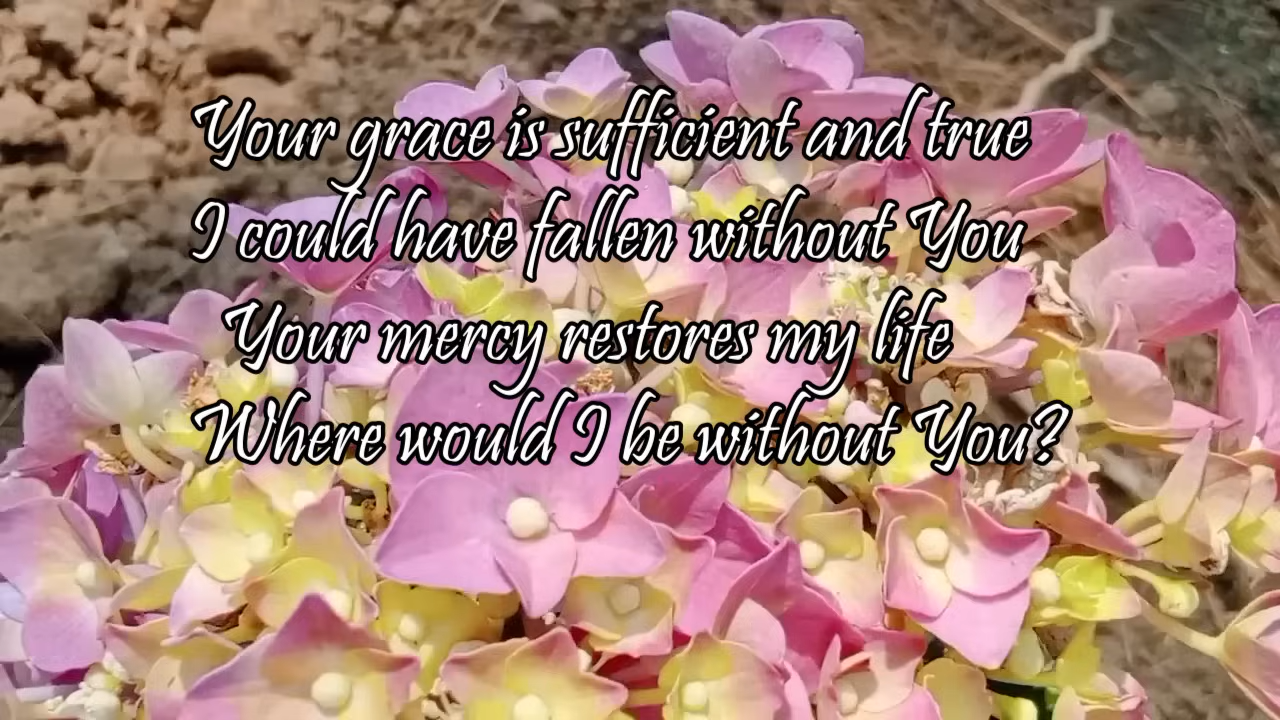 Your grace is sufficient and true
I could have fallen without You
Your mercy restores my life
Where would I be without You?